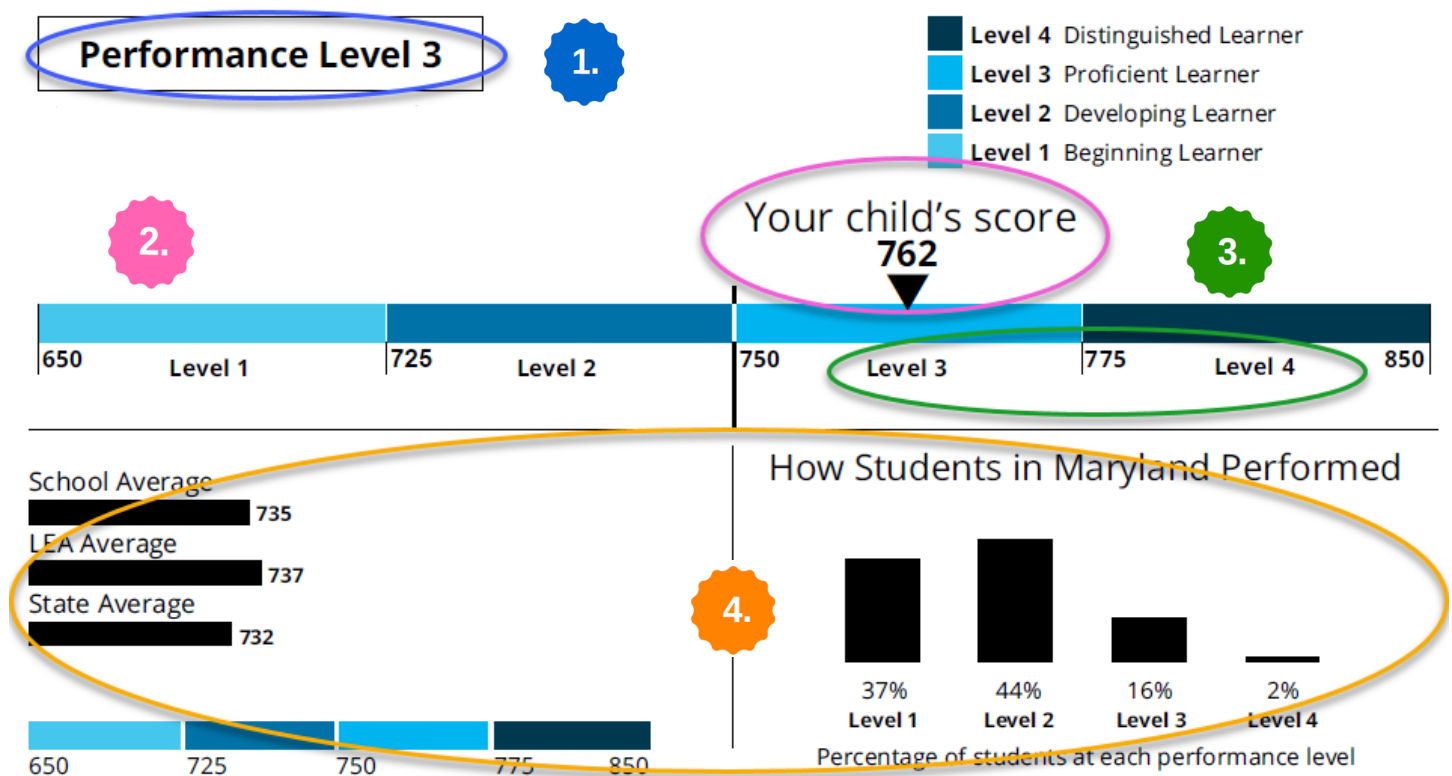 Performance Level 3
1.
Level 4 Distinguished Learner
Level 3 Proficient Learner
Level 2 Developing Learner
Level 1 Beginning Learner
2.
Your child's score
762
3.
650 Level 1 725 Level 2 750 Level 3 775 Level 4 850
School Average
735
LEA Average
737
State Average
732
650 725 750 775 850
4.
How Students in Maryland Performed
37% 44% 16% 2%
Level 1 Level 2 Level 3 Level 4
Percentage of students at each performance level